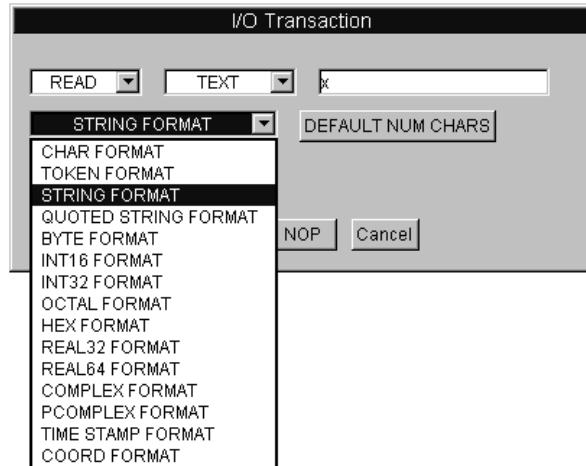 I/O Transaction
READ TEXT x
STRING FORMAT DEFAULT NUM CHARS
CHAR FORMAT
TOKEN FORMAT
STRING FORMAT
QUOTED STRING FORMAT
BYTE FORMAT NOP Cancel
INT16 FORMAT
INT32 FORMAT
OCTAL FORMAT
HEX FORMAT
REAL32 FORMAT
REAL64 FORMAT
COMPLEX FORMAT
PCOMPLEX FORMAT
TIME STAMP FORMAT
COORD FORMAT